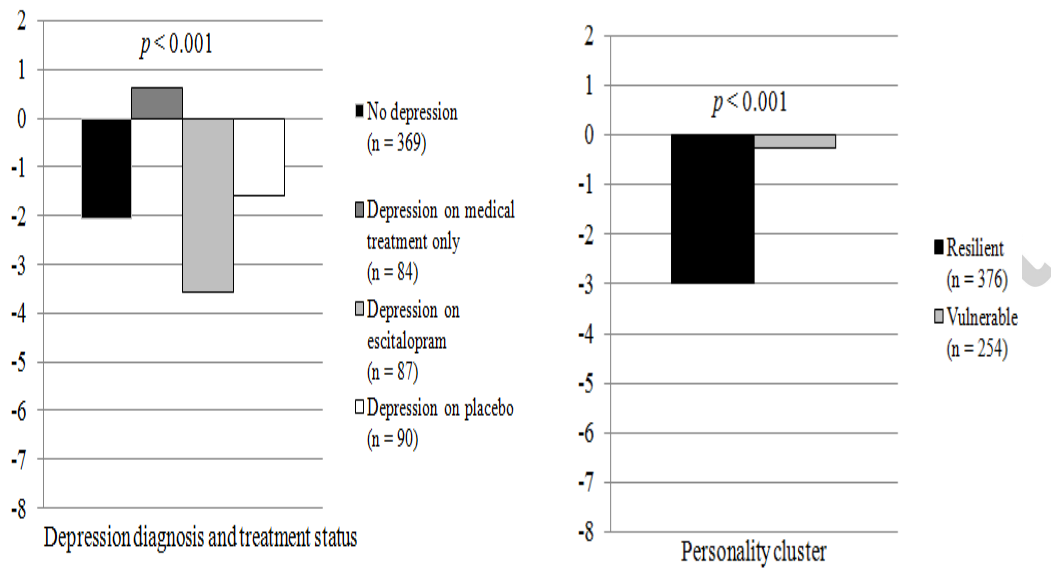 2
1
0
-1
-2
-3
-4
-5
-6
-7
-8
p < 0.001
No depression
(n = 369)
Depression on medical
treatment only
(n = 84)
Depression on
escitalopram
(n = 87)
Depression on placebo
(n = 90)
Depression diagnosis and treatment status
2
1
0
-1
-2
-3
-4
-5
-6
-7
-8
p < 0.001
Resilient
(n = 376)
Vulnerable
(n = 254)
Personality cluster